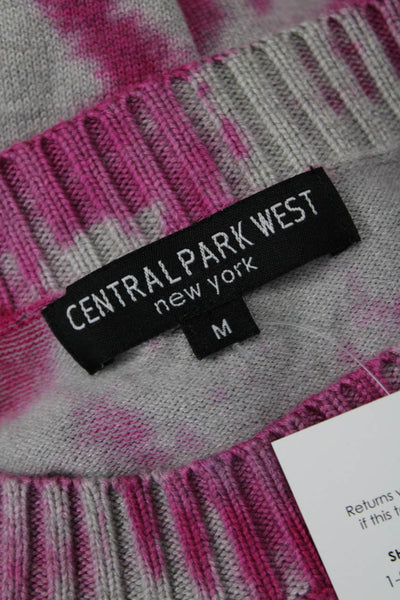 CENTRAL PARK WEST
new york
M
Returns
if this
1-